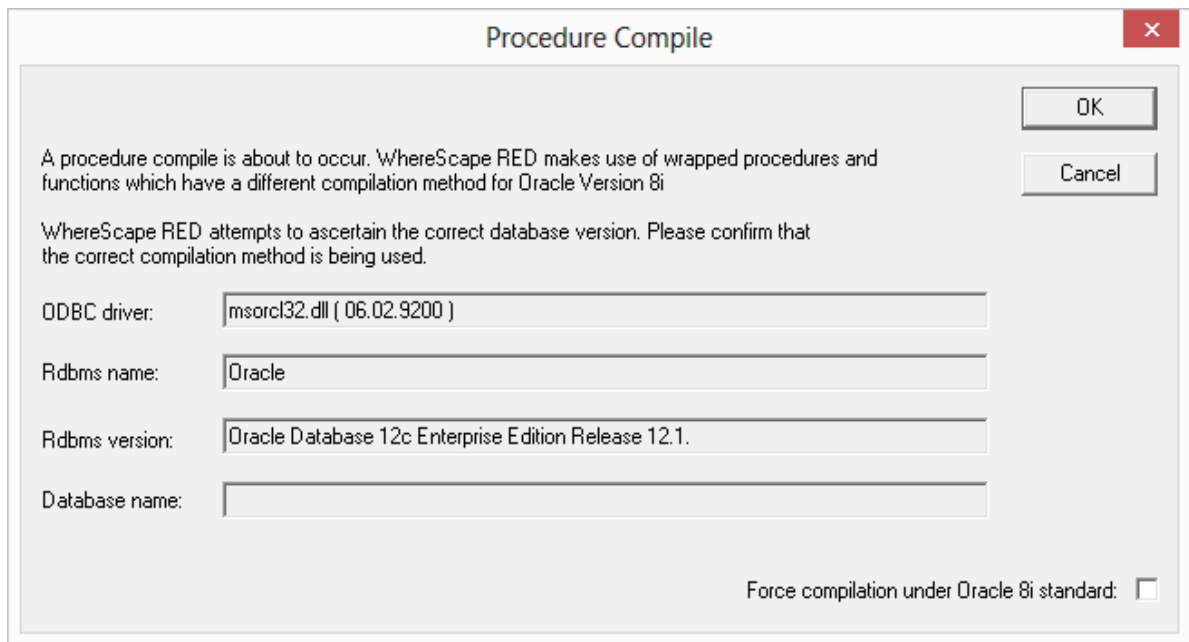 Procedure Compile
OK
A procedure compile is about to occur. WhereScape RED makes use of wrapped procedures and
functions which have a different compilation method for Oracle Version 8i
Cancel
WhereScape RED attempts to ascertain the correct database version. Please confirm that
the correct compilation method is being used.
ODBC driver: msorcl32.dll ( 06.02.9200 )
Rdbms name: Oracle
Rdbms version: Oracle Database 12c Enterprise Edition Release 12.1.
Database name:
Force compilation under Oracle 8i standard: